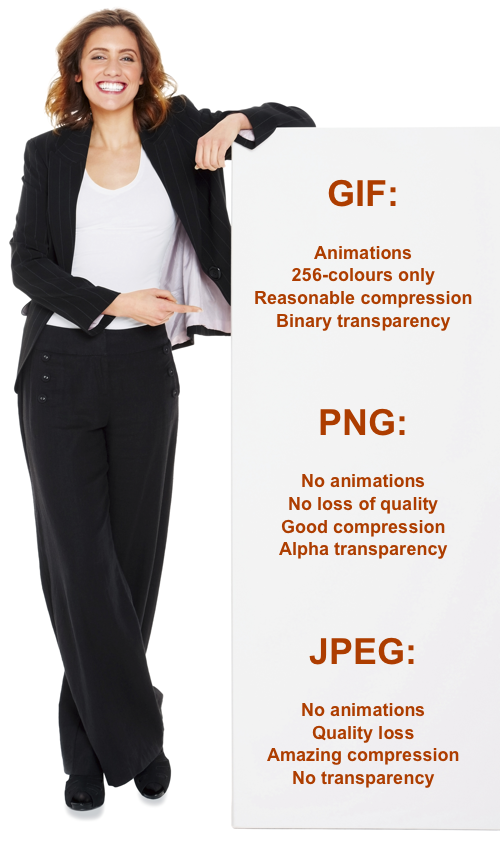 GIF:
Animations
256-colours only
Reasonable compression
Binary transparency
PNG:
No animations
No loss of quality
Good compression
Alpha transparency
JPEG:
No animations
Quality loss
Amazing compression
No transparency